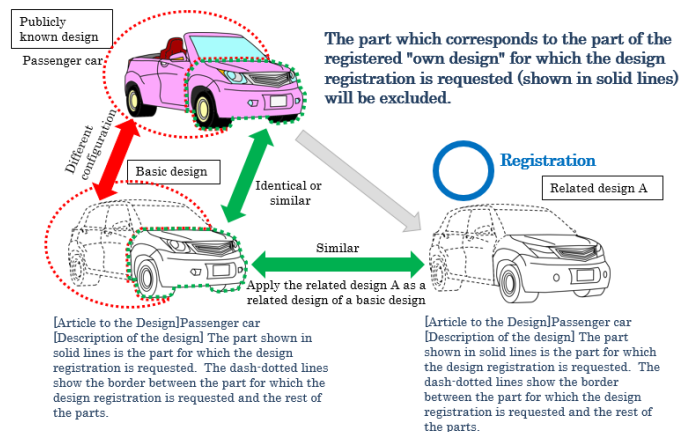 Publicly
known design
Passenger car
The part which corresponds to the part of the
registered "own design" for which the design
registration is requested (shown in solid lines)
will be excluded.
Different
configuration
Basic design
Identical or
similar
Registration
Related design A
Similar
Apply the related design A as a
related design of a basic design
[Article to the Design]Passenger car
[Description of the design] The part shown in
solid lines is the part for which the design
registration is requested.  The dash-dotted lines
show the border between the part for which the
design registration is requested and the rest of
the parts.
[Article to the Design]Passenger car
[Description of the design] The part
shown in solid lines is the part for which
the design registration is requested.  The
dash-dotted lines show the border
between the part for which the design
registration is requested and the rest of
the parts.